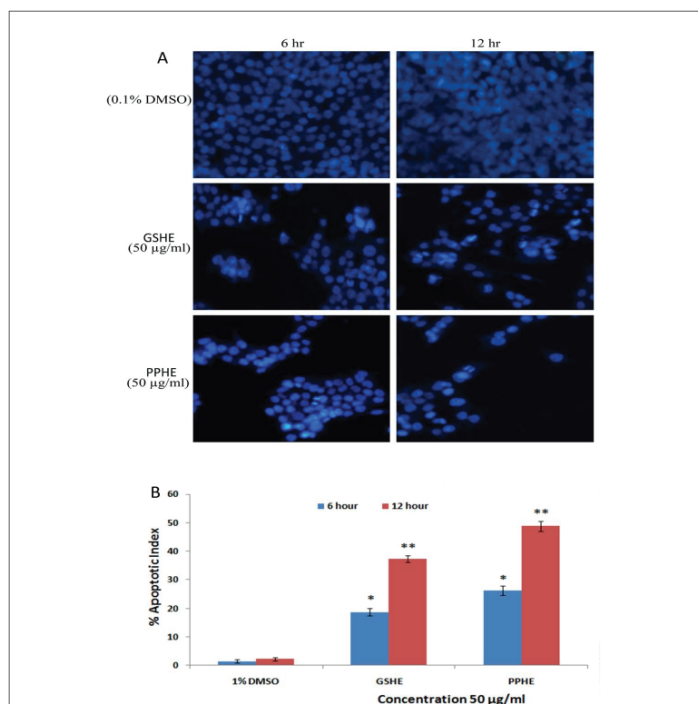 6 hr 12 hr
A
(0.1% DMSO)
GSHE
(50 µg/ml)
PPHE
(50 µg/ml)
B
60
50
40
30
20
10
0
% Apoptotic Index
6 hour 12 hour
* ** * **
1% DMSO GSHE PPHE
Concentration 50 µg/ml